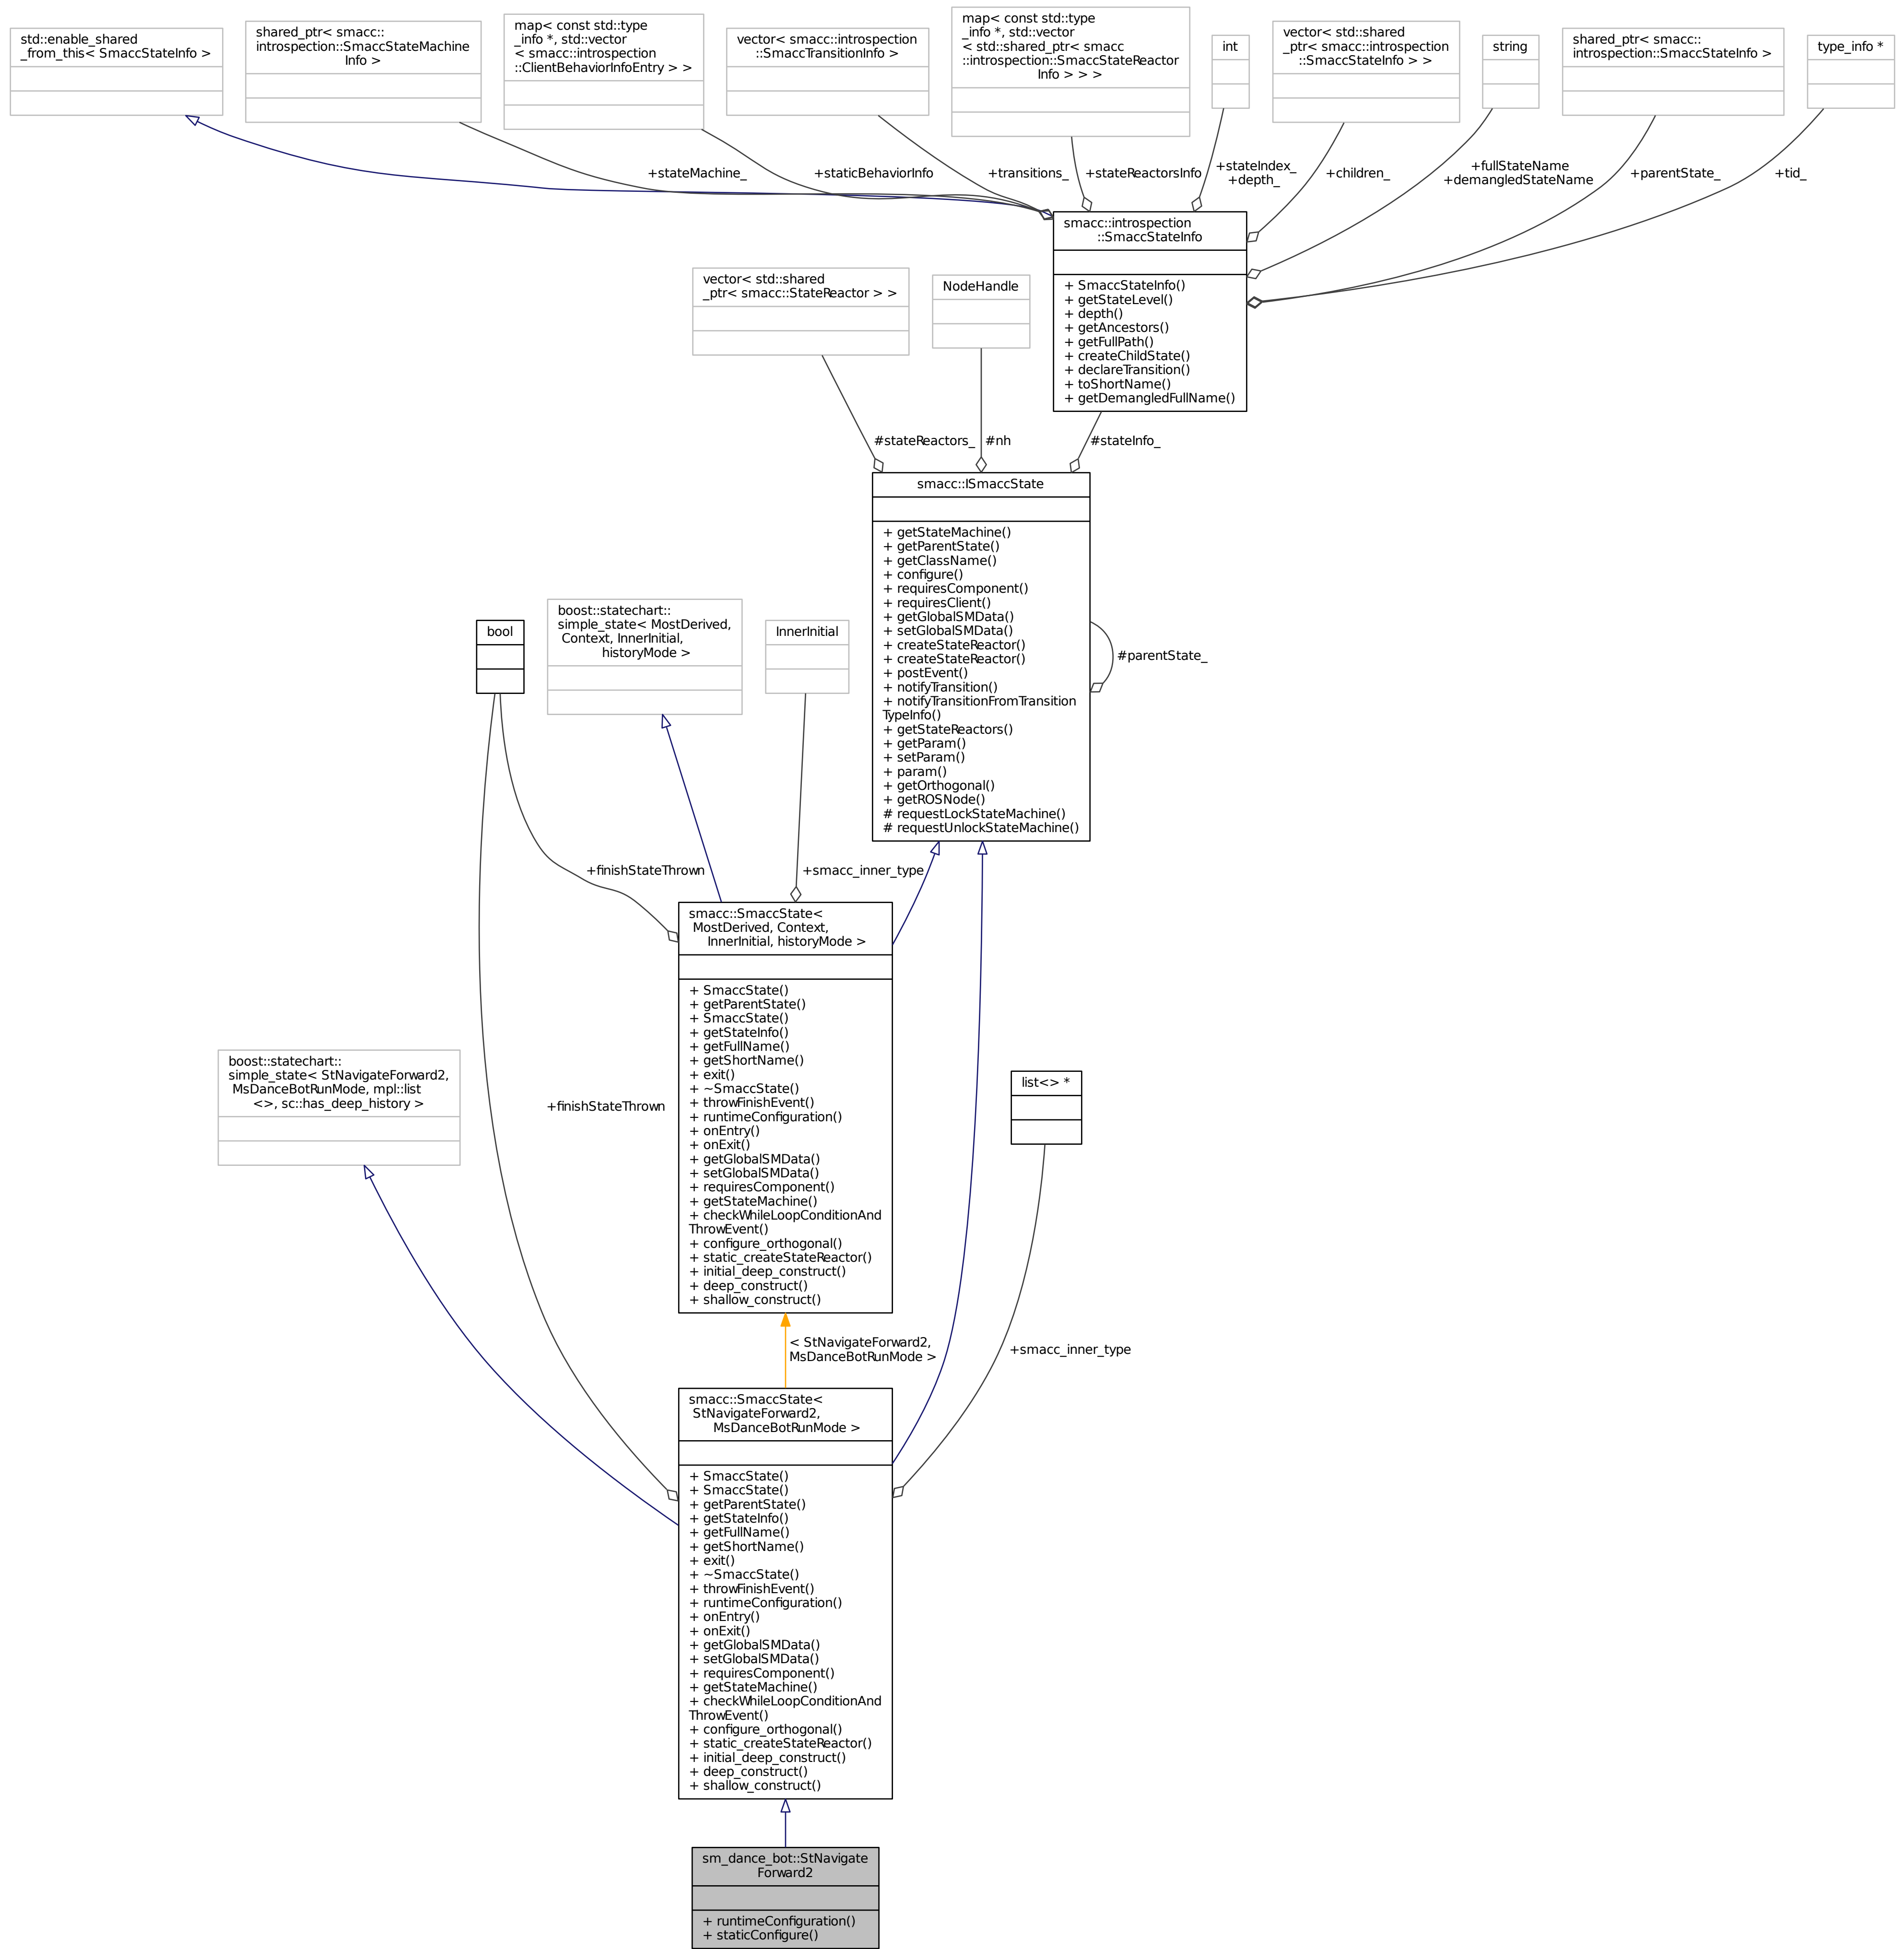 std::enable_shared
_from_this< SmaccStateInfo >
shared_ptr< smacc::
introspection::SmaccStateMachine
Info >
map< const std::type
_info *, std::vector
< smacc::introspection
::ClientBehaviorInfoEntry > >
vector< smacc::introspection
::SmaccTransitionInfo >
map< const std::type
_info *, std::vector
< std::shared_ptr< smacc
::introspection::SmaccStateReactor
Info > > >
int
vector< std::shared
_ptr< smacc::introspection
::SmaccStateInfo > >
string
shared_ptr< smacc::
introspection::SmaccStateInfo >
type_info *
+stateMachine_
+staticBehaviorInfo
+transitions_
+stateReactorsInfo
+stateIndex_
+depth_
+children_
+fullStateName
+demangledStateName
+parentState_
+tid_
smacc::introspection
::SmaccStateInfo
+ SmaccStateInfo()
+ getStateLevel()
+ depth()
+ getAncestors()
+ getFullPath()
+ createChildState()
+ declareTransition()
+ toShortName()
+ getDemangledFullName()
vector< std::shared
_ptr< smacc::StateReactor > >
NodeHandle
#stateReactors_
#nh
#stateInfo_
smacc::ISmaccState
+ getStateMachine()
+ getParentState()
+ getClassName()
+ configure()
+ requiresComponent()
+ requiresClient()
+ getGlobalSMData()
+ setGlobalSMData()
+ createStateReactor()
+ createStateReactor()
+ postEvent()
+ notifyTransition()
+ notifyTransitionFromTransition
TypeInfo()
+ getStateReactors()
+ getParam()
+ setParam()
+ param()
+ getOrthogonal()
+ getROSNode()
# requestLockStateMachine()
# requestUnlockStateMachine()
#parentState_
bool
boost::statechart::
simple_state< MostDerived,
Context, InnerInitial,
historyMode >
InnerInitial
+finishStateThrown
+smacc_inner_type
smacc::SmaccState<
MostDerived, Context,
InnerInitial, historyMode >
+ SmaccState()
+ getParentState()
+ SmaccState()
+ getStateInfo()
+ getFullName()
+ getShortName()
+ exit()
+ ~SmaccState()
+ throwFinishEvent()
+ runtimeConfiguration()
+ onEntry()
+ onExit()
+ getGlobalSMData()
+ setGlobalSMData()
+ requiresComponent()
+ getStateMachine()
+ checkWhileLoopConditionAnd
ThrowEvent()
+ configure_orthogonal()
+ static_createStateReactor()
+ initial_deep_construct()
+ deep_construct()
+ shallow_construct()
boost::statechart::
simple_state< StNavigateForward2,
MsDanceBotRunMode, mpl::list
<>, sc::has_deep_history >
+finishStateThrown
list<> *
< StNavigateForward2,
MsDanceBotRunMode >
+smacc_inner_type
smacc::SmaccState<
StNavigateForward2,
MsDanceBotRunMode >
+ SmaccState()
+ SmaccState()
+ getParentState()
+ getStateInfo()
+ getFullName()
+ getShortName()
+ exit()
+ ~SmaccState()
+ throwFinishEvent()
+ runtimeConfiguration()
+ onEntry()
+ onExit()
+ getGlobalSMData()
+ setGlobalSMData()
+ requiresComponent()
+ getStateMachine()
+ checkWhileLoopConditionAnd
ThrowEvent()
+ configure_orthogonal()
+ static_createStateReactor()
+ initial_deep_construct()
+ deep_construct()
+ shallow_construct()
sm_dance_bot::StNavigate
Forward2
+ runtimeConfiguration()
+ staticConfigure()